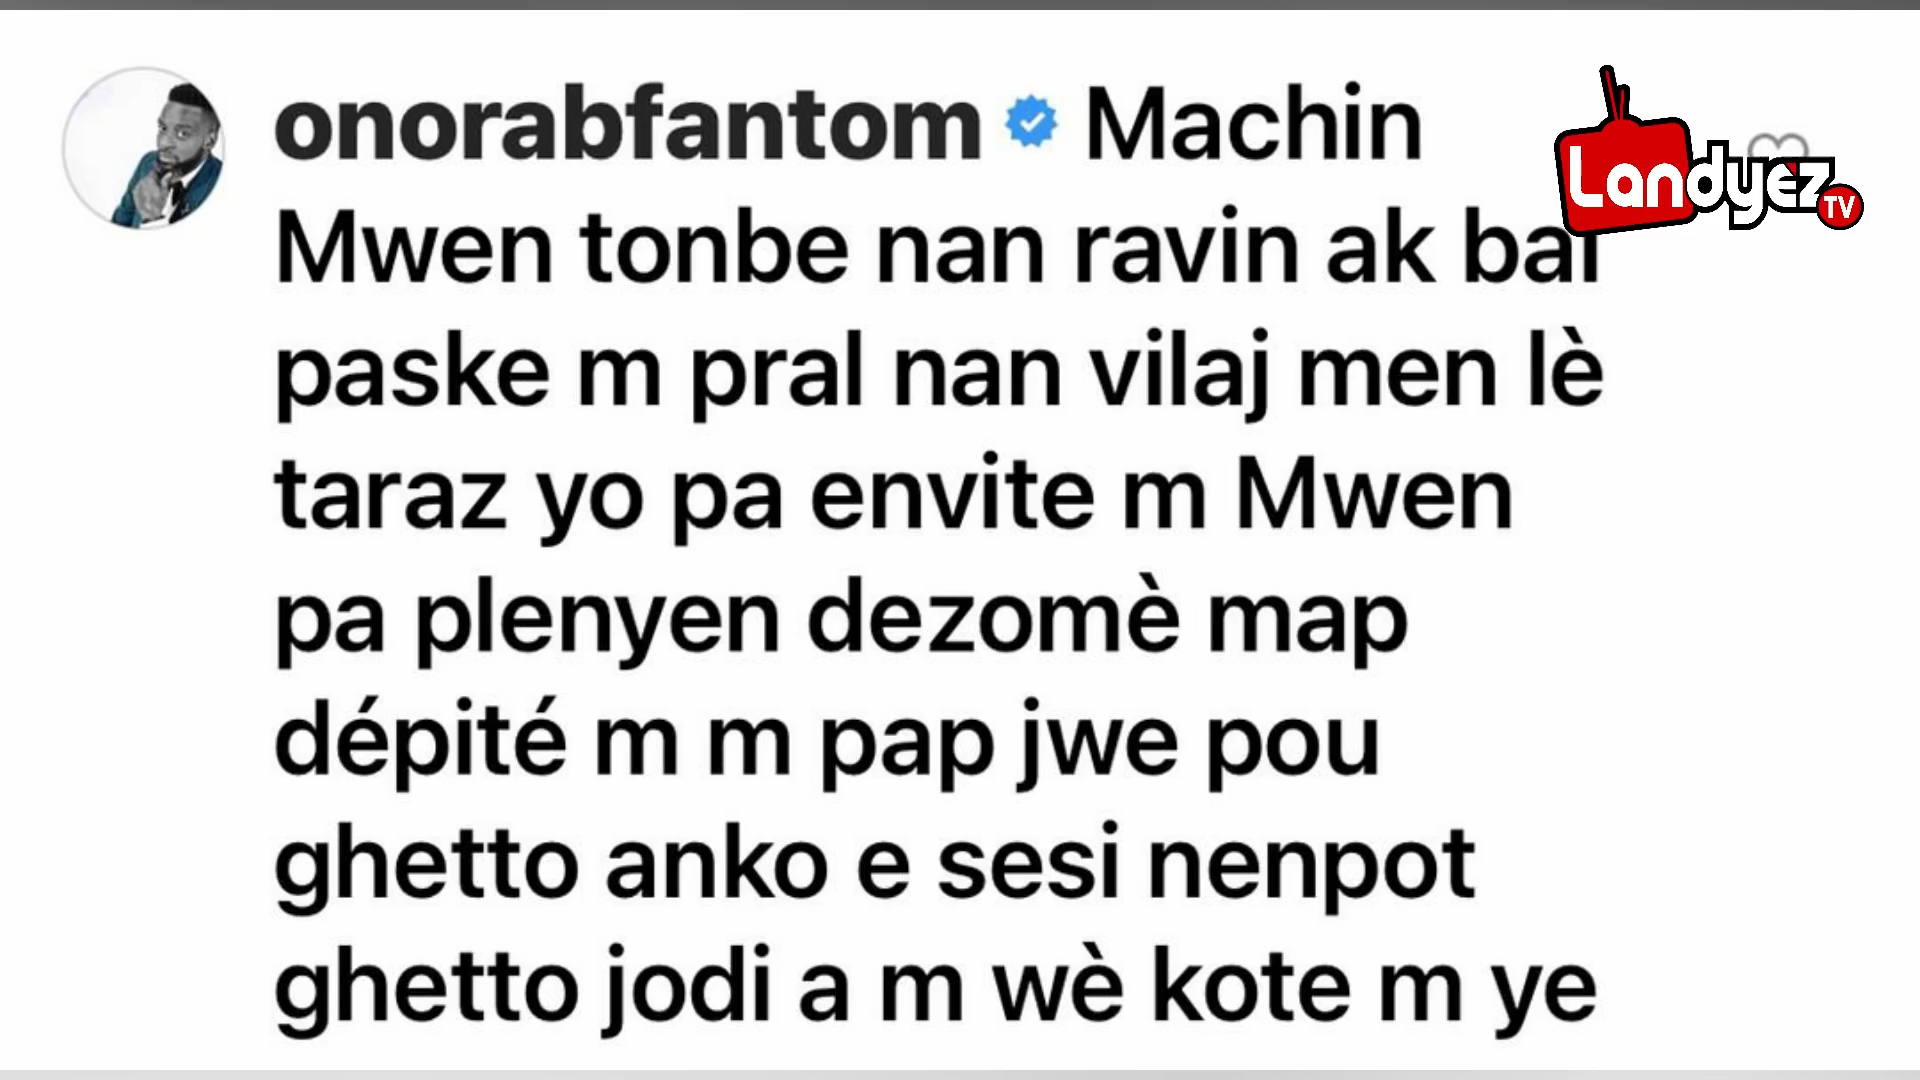 onorabfantom Machin
Mwen tonbe nan ravin ak bal
paske m pral nan vilaj men lè
taraz yo pa envite m Mwen
pa plenyen dezomè map
dépité m m pap jwe pou
ghetto anko e sesi nenpot
ghetto jodi a m wè kote m ye
Landyez TV